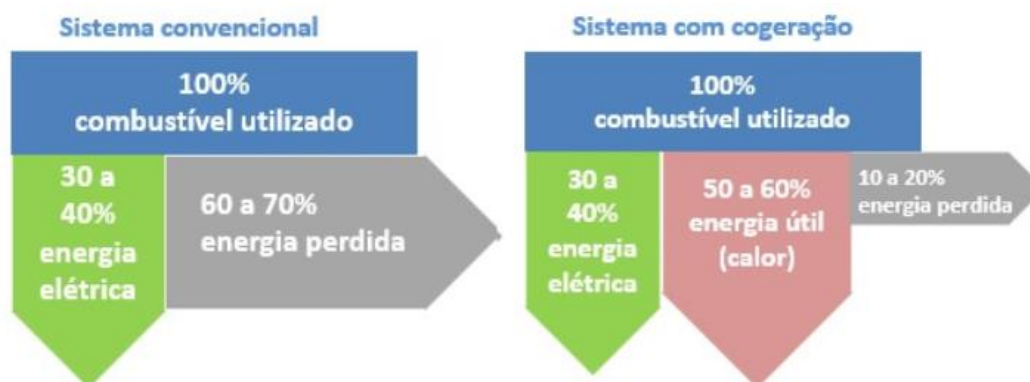 Sistema convencional
100%
combustível utilizado
30 a
40%
energia
elétrica
60 a 70%
energia perdida
Sistema com cogeração
100%
combustível utilizado
30 a
40%
energia
elétrica
50 a 60%
energia útil
(calor)
10 a 20%
energia perdida